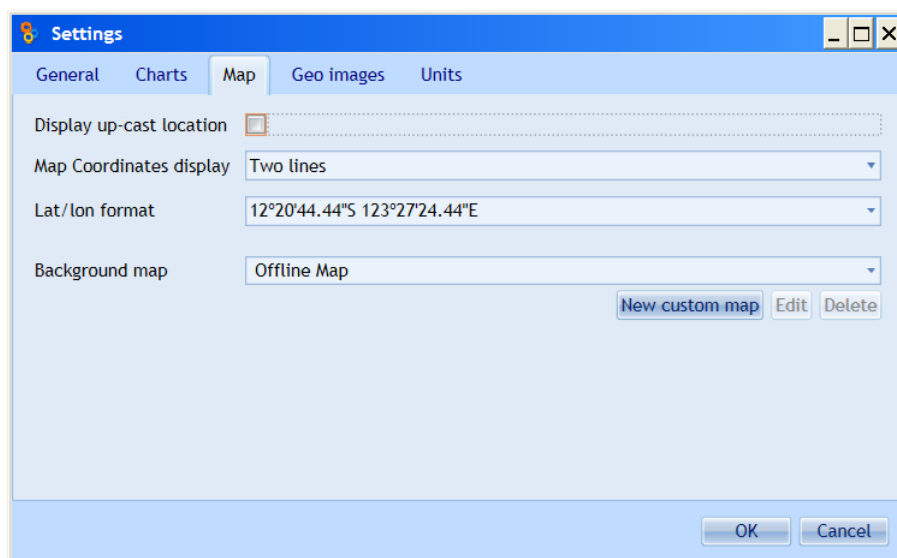 Settings
General Charts Map Geo images Units
Display up-cast location
Map Coordinates display Two lines
Lat/lon format 12°20'44.44"S 123°27'24.44"E
Background map Offline Map
New custom map Edit Delete
OK Cancel